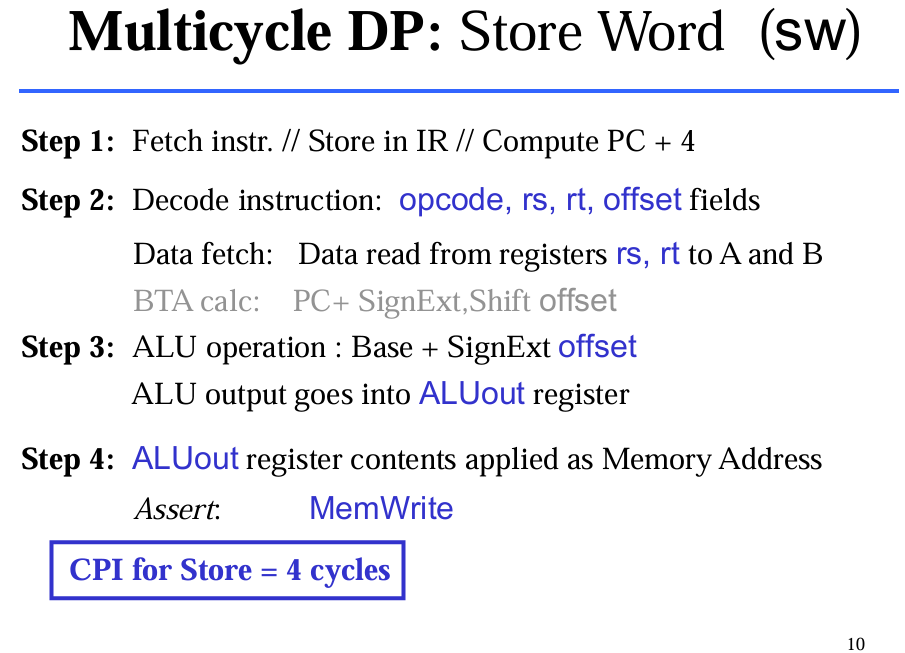 Multicycle DP: Store Word (sw)
Step 1: Fetch instr. // Store in IR // Compute PC + 4
Step 2: Decode instruction: opcode, rs, rt, offset fields
Data fetch: Data read from registers rs, rt to A and B
BTA calc: PC+ SignExt,Shift offset
Step 3: ALU operation : Base + SignExt offset
ALU output goes into ALUout register
Step 4: ALUout register contents applied as Memory Address
Assert: MemWrite
CPI for Store = 4 cycles
10